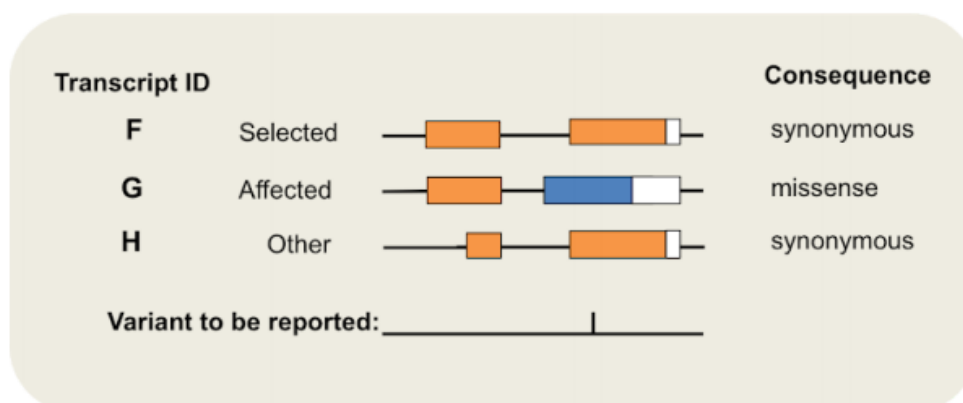 Transcript ID Consequence
F Selected synonymous
G Affected missense
H Other synonymous
Variant to be reported: